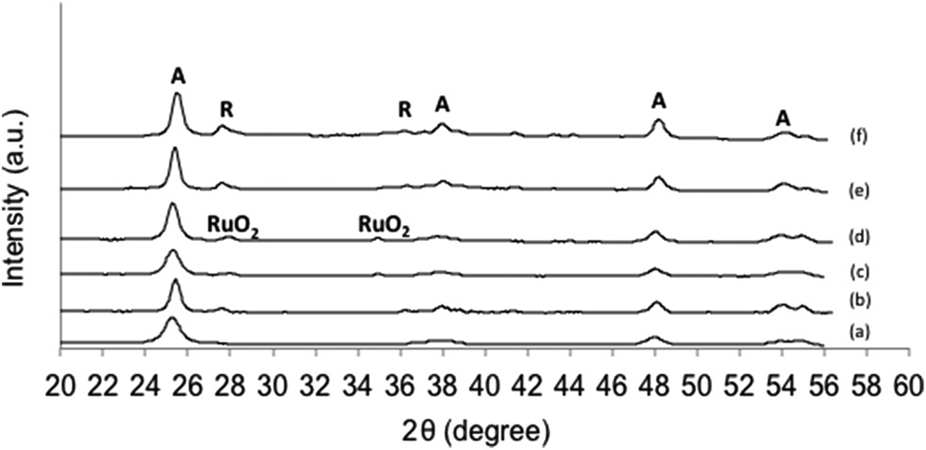 A
R
R
A
A
A
(f)
(e)
RuO₂
RuO₂
(d)
(c)
(b)
(a)
Intensity (a.u.)
20 22 24 26 28 30 32 34 36 38 40 42 44 46 48 50 52 54 56 58 60
2θ (degree)